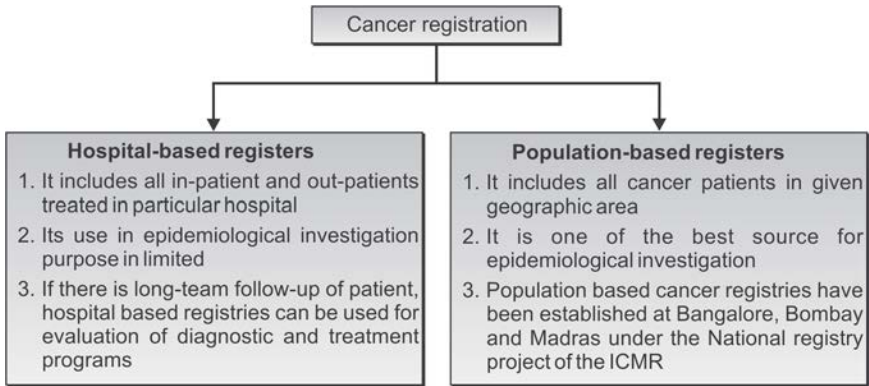 Cancer registration
Hospital-based registers
1. It includes all in-patient and out-patients
treated in particular hospital
2. Its use in epidemiological investigation
purpose in limited
3. If there is long-team follow-up of patient,
hospital based registries can be used for
evaluation of diagnostic and treatment
programs
Population-based registers
1. It includes all cancer patients in given
geographic area
2. It is one of the best source for
epidemiological investigation
3. Population based cancer registries have
been established at Bangalore, Bombay
and Madras under the National registry
project of the ICMR